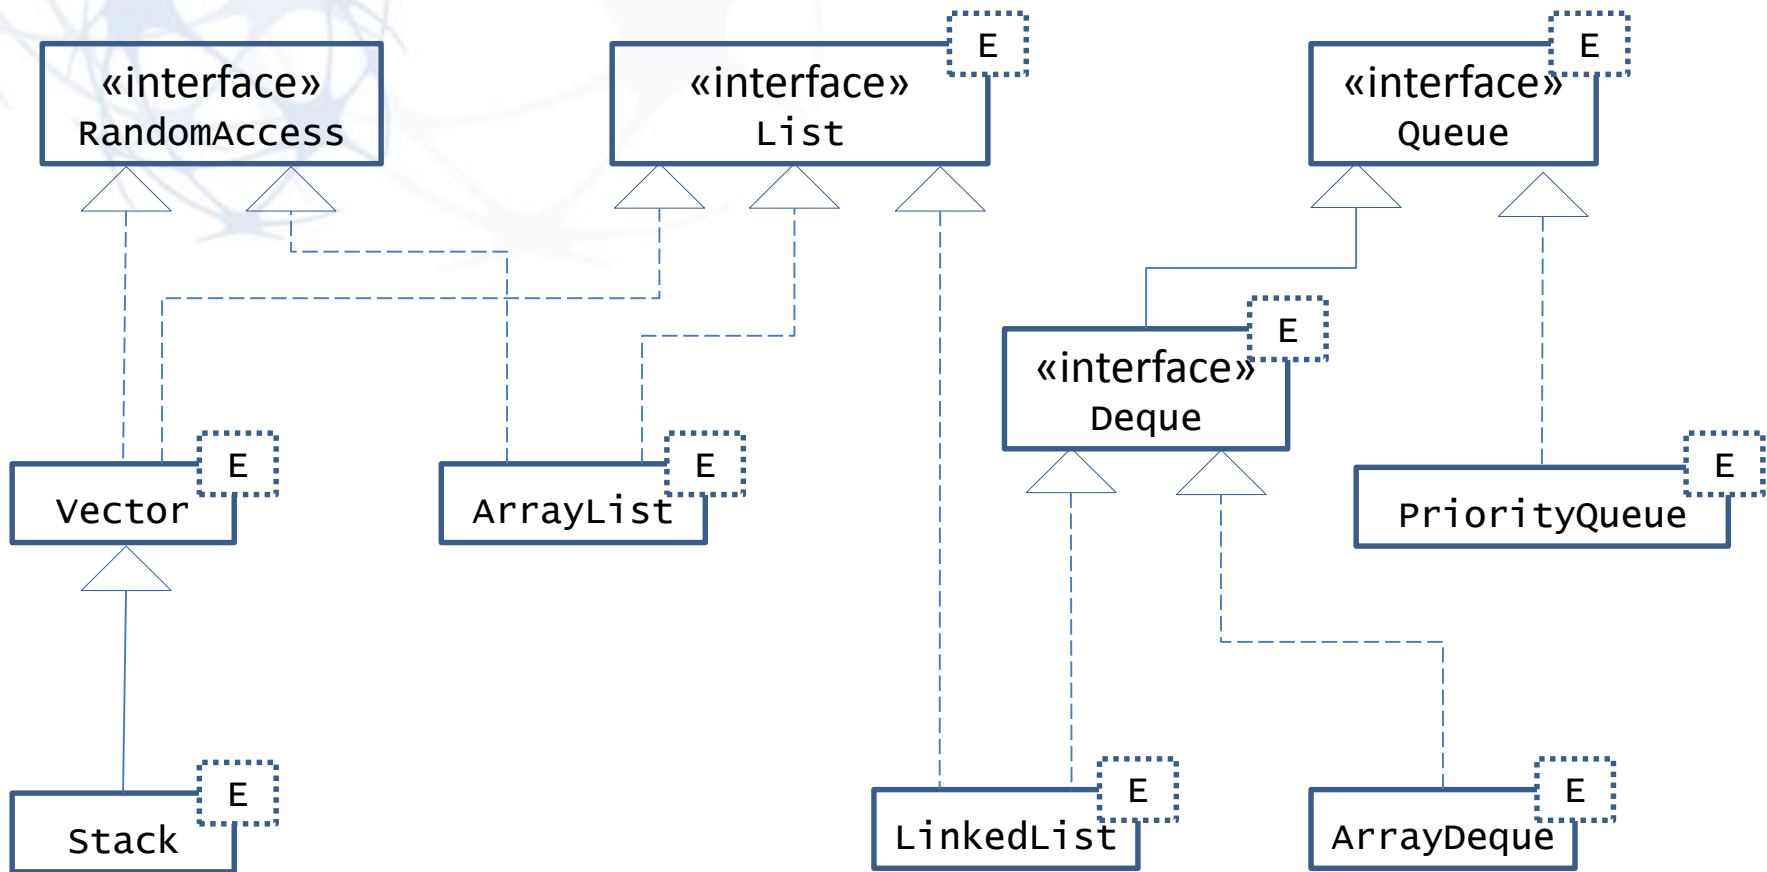 «interface»
RandomAccess
E
«interface»
List
E
«interface»
Queue
E
«interface»
Deque
E
Vector
E
ArrayList
E
PriorityQueue
E
Stack
E
LinkedList
E
ArrayDeque